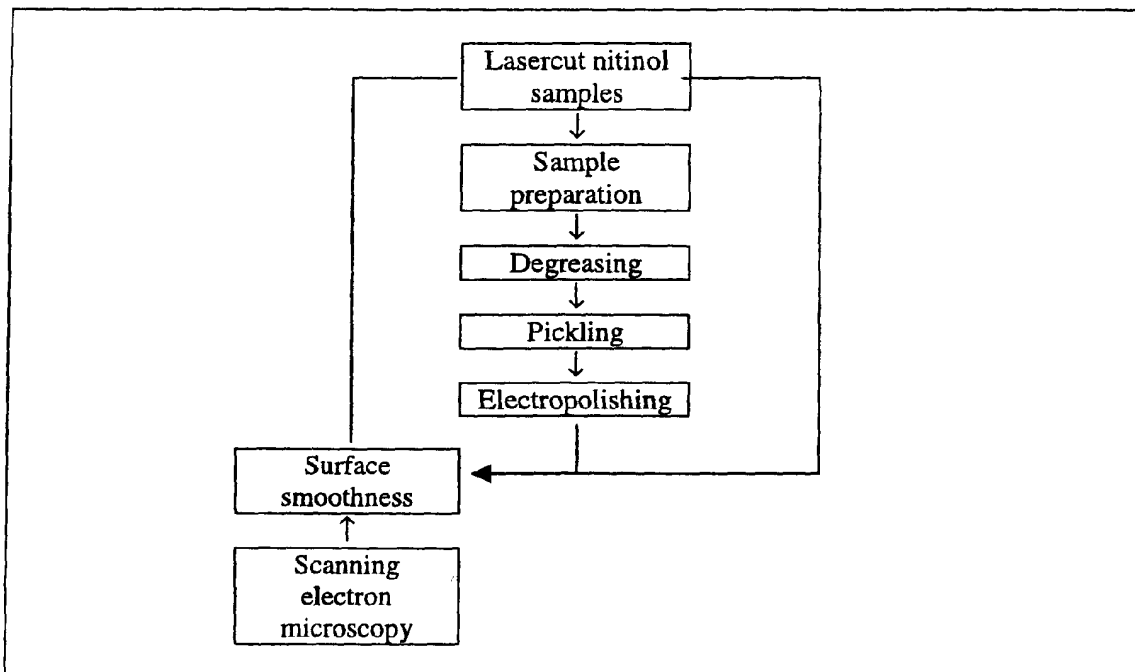 Lasercut nitinol
samples
Sample
preparation
Degreasing
Pickling
Electropolishing
Surface
smoothness
Scanning
electron
microscopy